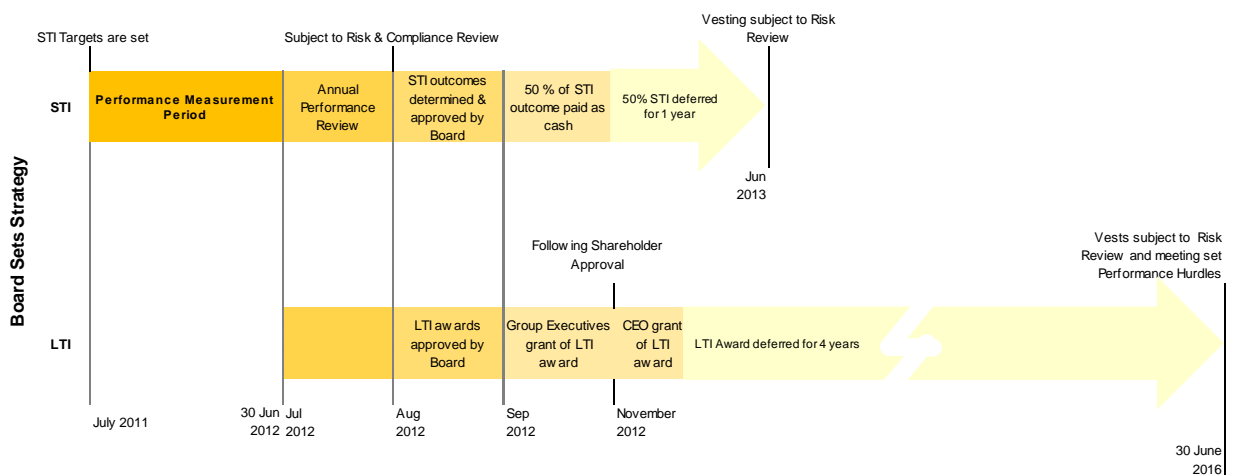 Vesting subject to Risk
Review
STI Targets are set
Subject to Risk & Compliance Review
STI
Performance Measurement
Period
Annual
Performance
Review
STI outcomes
determined &
approved by
Board
50 % of STI
outcome paid as
cash
50% STI deferred
for 1 year
Jun
2013
Board Sets Strategy
Following Shareholder
Approval
Vests subject to Risk
Review and meeting set
Performance Hurdles
LTI
LTI awards
approved by
Board
Group Executives
grant of LTI
award
CEO grant
of LTI
award
LTI Award deferred for 4 years
July 2011
30 Jun
2012
Jul
2012
Aug
2012
Sep
2012
November
2012
30 June
2016